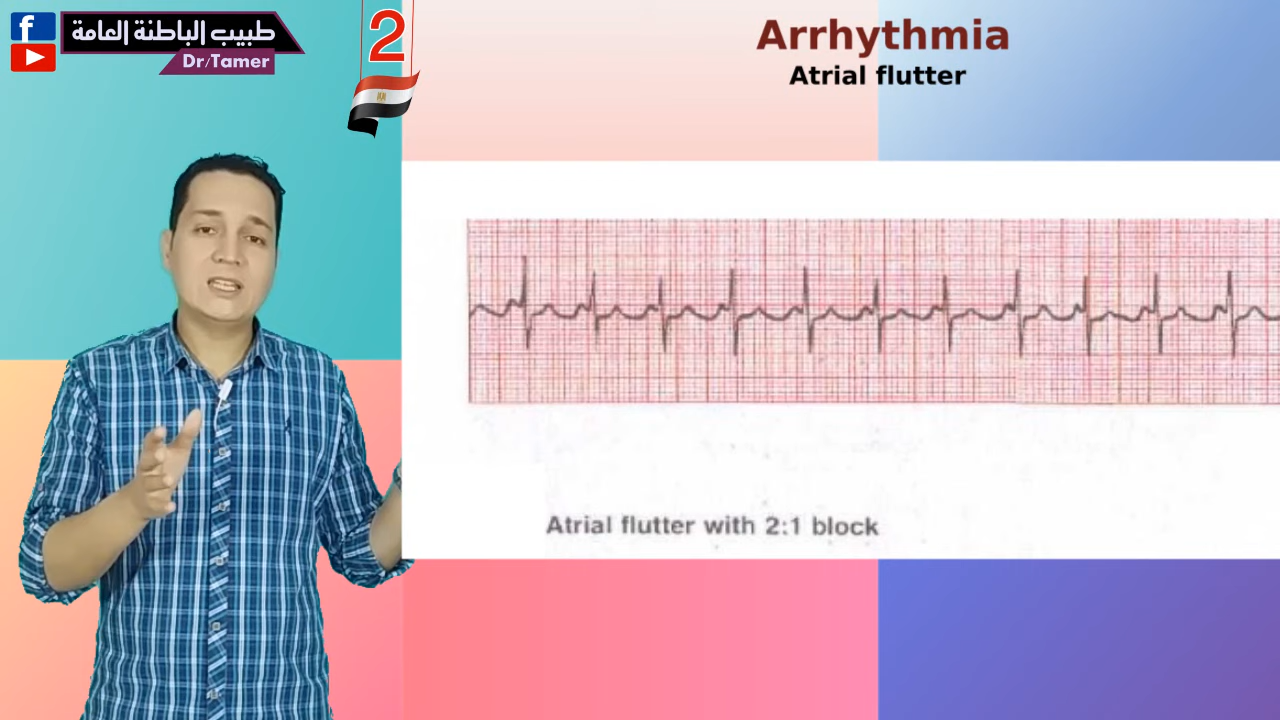 طبيب الباطنة العامة
Dr/Tamer
2
Arrhythmia
Atrial flutter
Atrial flutter with 2:1 block